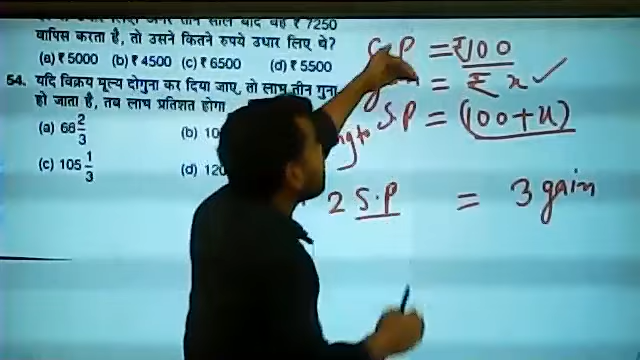 वापिस करता है, तो उसने कितने रुपये उधार लिए थे?
(a) ₹ 5000 (b) ₹ 4500 (c) ₹ 6500 (d) ₹ 5500
54. यदि विक्रय मूल्य दोगुना कर दिया जाए, तो लाभ तीन गुना
हो जाता है, तब लाभ प्रतिशत होगा
(a) 66 2/3 (b) 10
(c) 105 1/3 (d) 120
C.P = ₹100
= ₹ x ✓
S.P = (100+x)
2 S.P = 3 gain